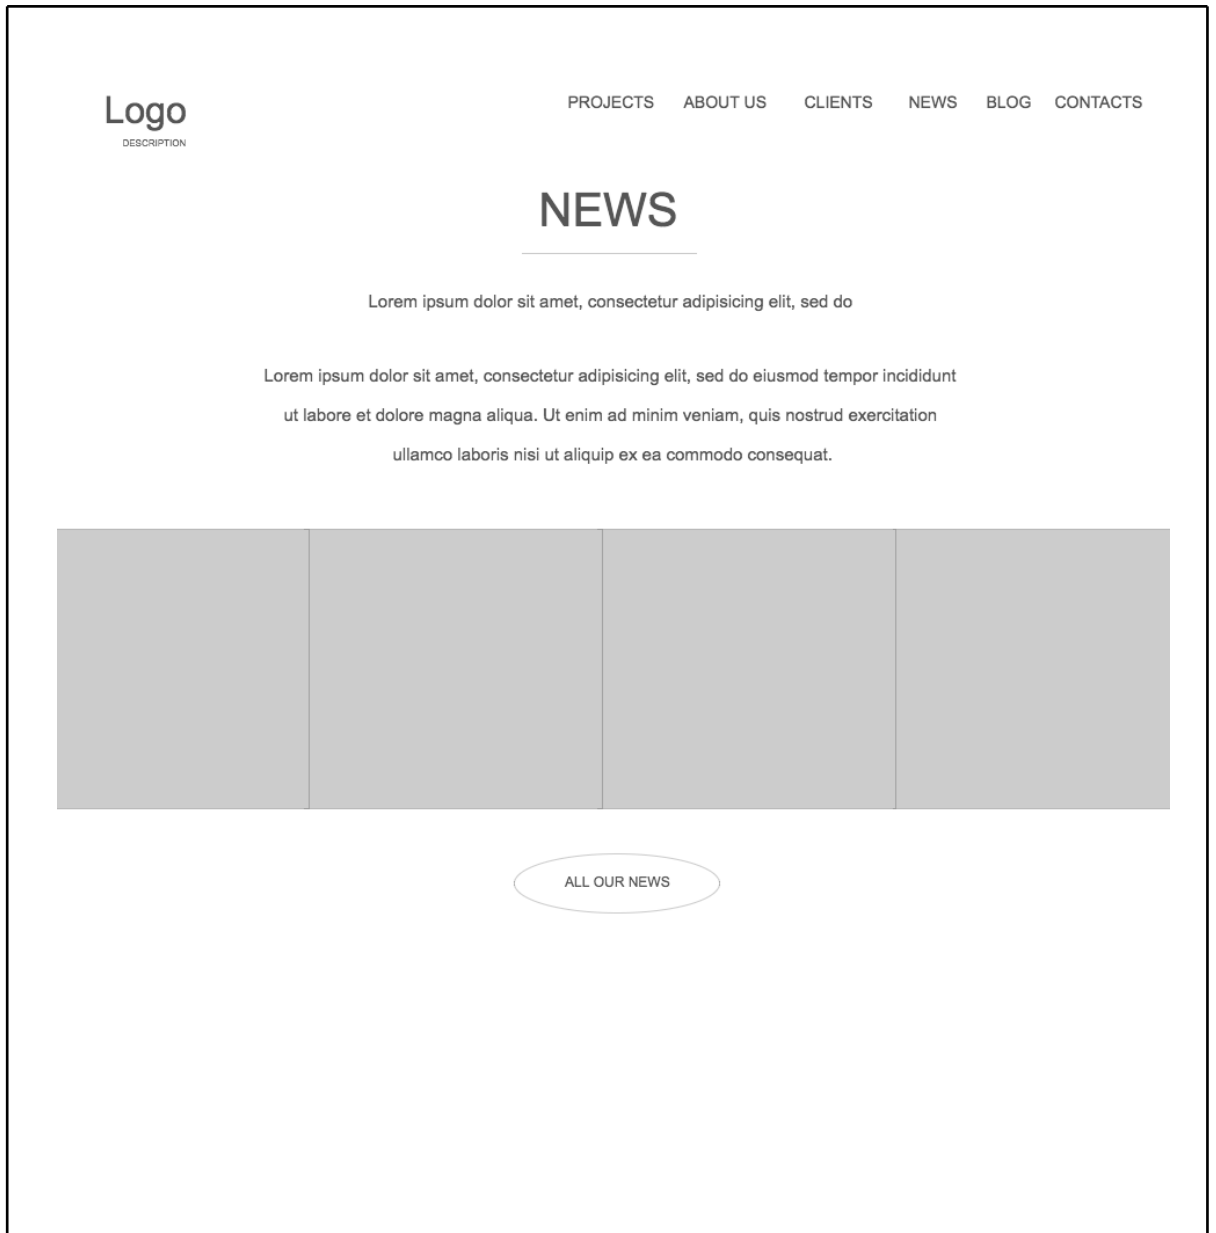 Logo
DESCRIPTION
PROJECTS ABOUT US CLIENTS NEWS BLOG CONTACTS
NEWS
Lorem ipsum dolor sit amet, consectetur adipisicing elit, sed do
Lorem ipsum dolor sit amet, consectetur adipisicing elit, sed do eiusmod tempor incididunt
ut labore et dolore magna aliqua. Ut enim ad minim veniam, quis nostrud exercitation
ullamco laboris nisi ut aliquip ex ea commodo consequat.
ALL OUR NEWS